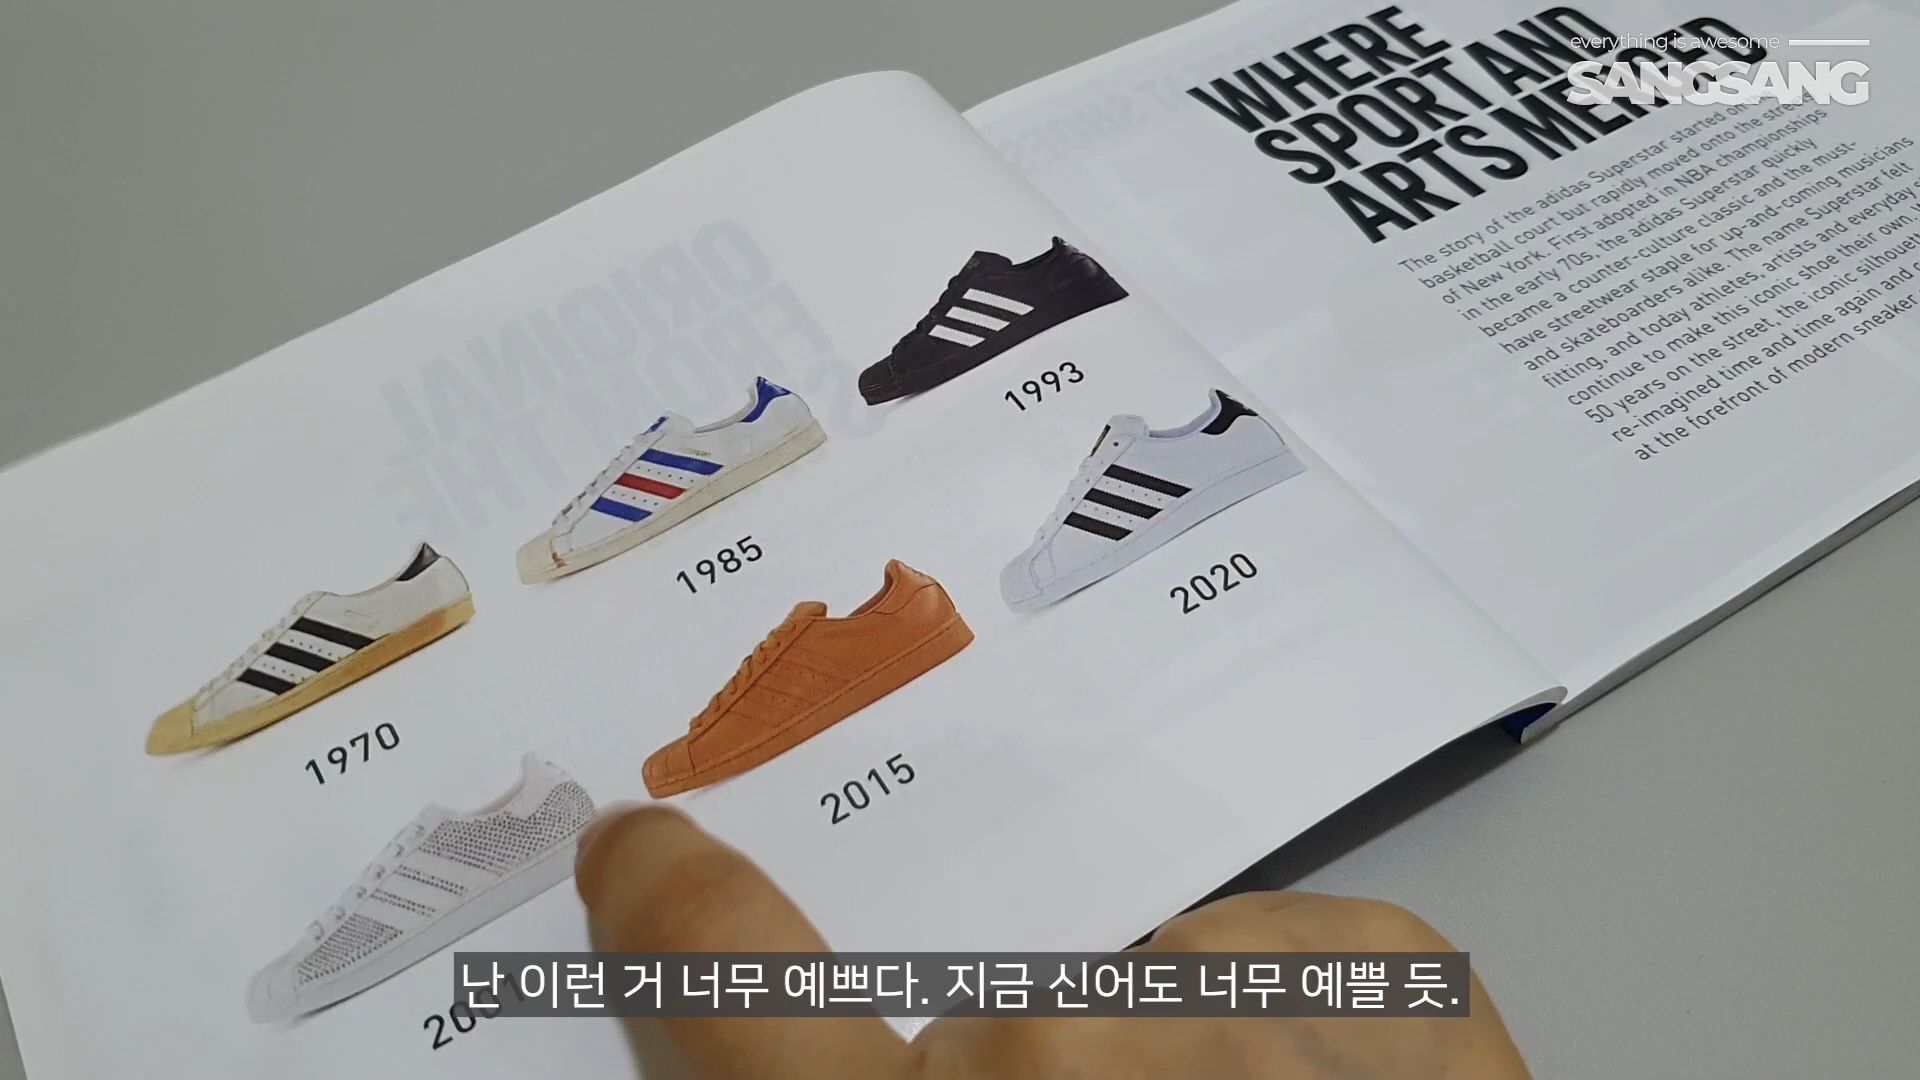 everything is awesome
SANGSANG
WHERE
SPORT AND
ARTS MERGED
The story of the adidas Superstar started on
basketball court but rapidly moved onto the streets
of New York. First adopted in NBA championships
in the early 70s, the adidas Superstar quickly
became a counter-culture classic and the must-
have streetwear staple for up-and-coming musicians
and skateboarders alike. The name Superstar felt
fitting, and today athletes, artists and everyday
continue to make this iconic shoe their own.
50 years on the street, the iconic silhouette
re-imagined time and time again and
at the forefront of modern sneaker
1993
1985
2020
1970
2015
2001
난 이런 거 너무 예쁘다. 지금 신어도 너무 예쁠 듯.